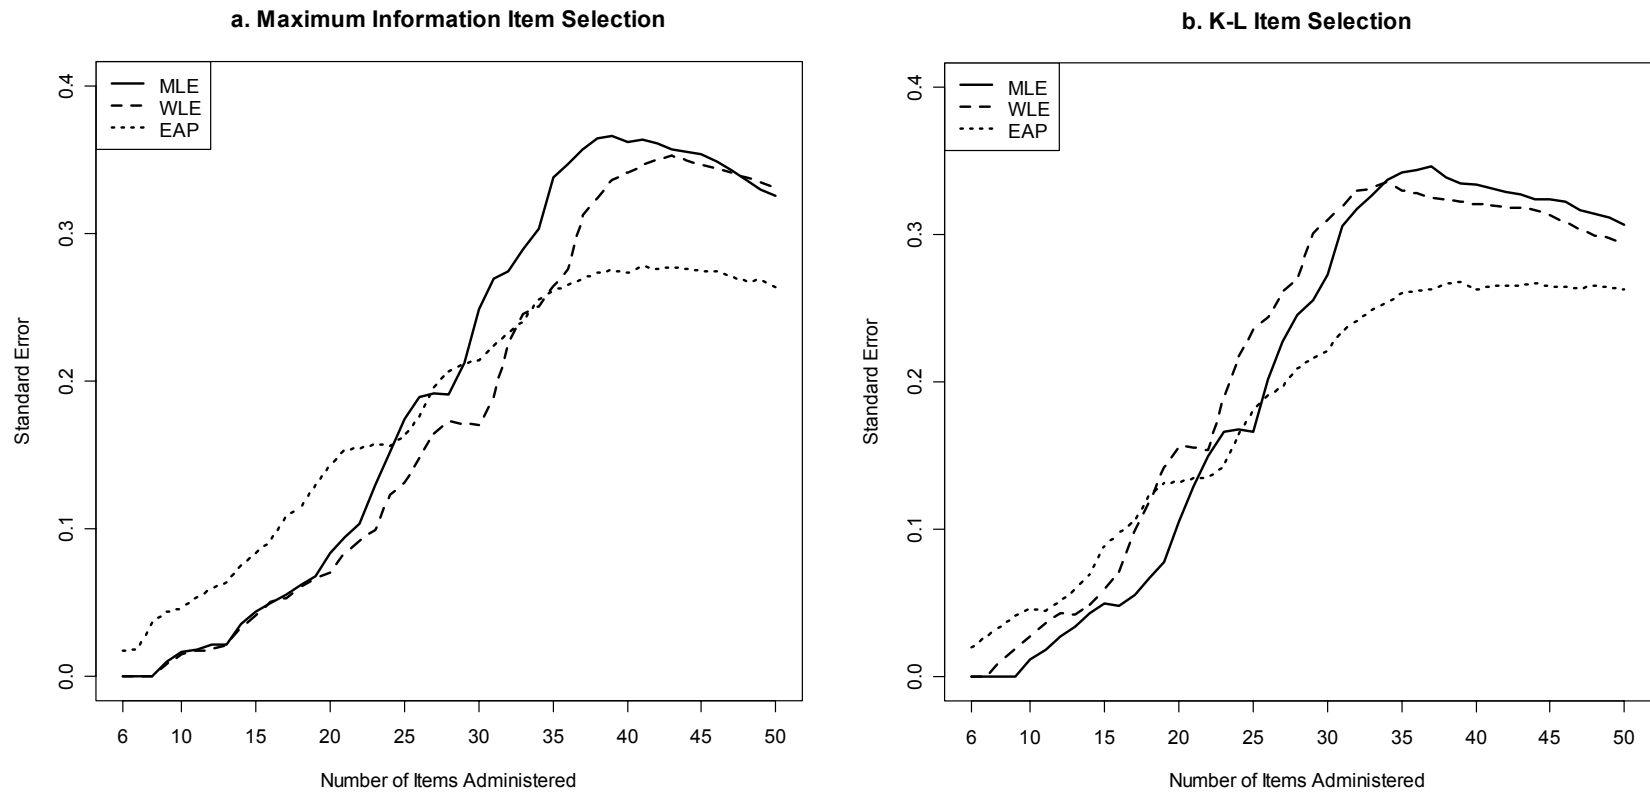 a. Maximum Information Item Selection
MLE
WLE
EAP
0.4
0.3
0.2
0.1
0.0
Standard Error
6 10 15 20 25 30 35 40 45 50
Number of Items Administered
b. K-L Item Selection
MLE
WLE
EAP
0.4
0.3
0.2
0.1
0.0
Standard Error
6 10 15 20 25 30 35 40 45 50
Number of Items Administered